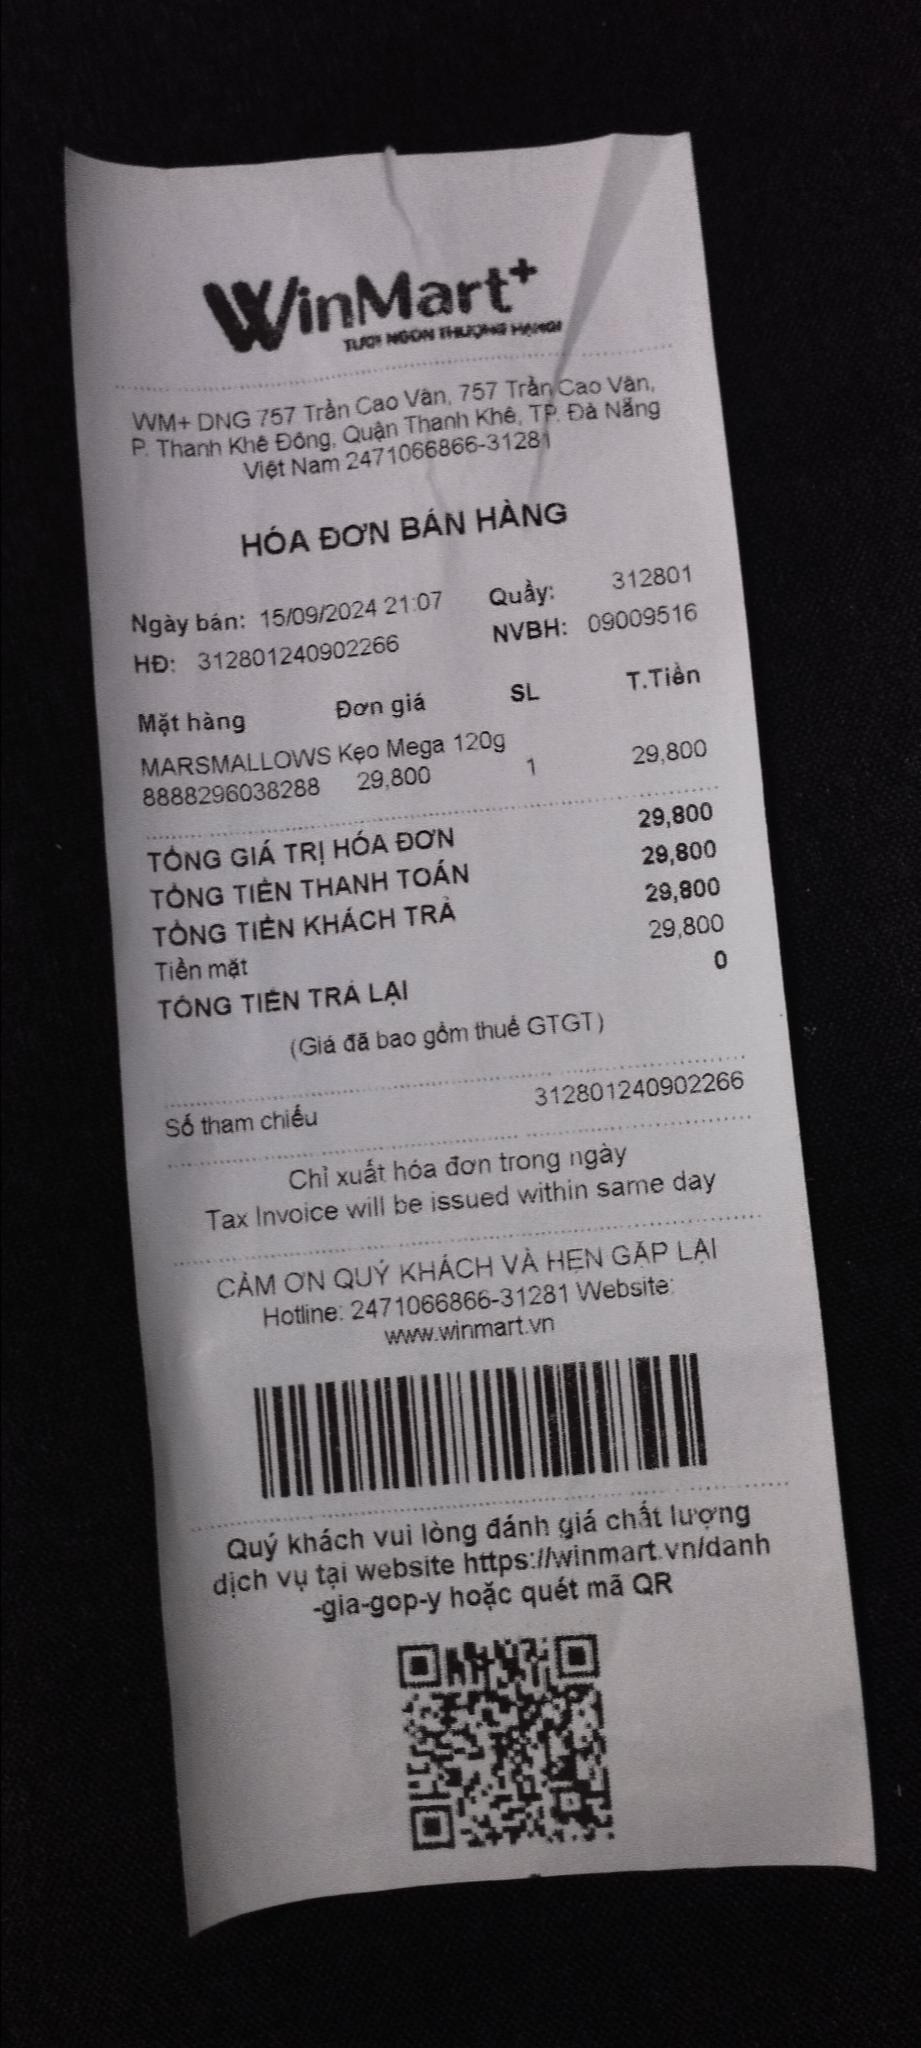 WinMart+
TƯƠI NGON THƯỢNG HẠNG!
WM+ DNG 757 Trần Cao Vân, 757 Trần Cao Vân,
P. Thanh Khê Đông, Quận Thanh Khê, TP. Đà Nẵng
Việt Nam 2471066866-31281
HÓA ĐƠN BÁN HÀNG
Ngày bán: 15/09/2024 21:07 Quầy: 312801
HĐ: 312801240902266 NVBH: 09009516
Mặt hàng Đơn giá SL T.Tiền
MARSMALLOWS Kẹo Mega 120g
8888296038288 29,800 1 29,800
TỔNG GIÁ TRỊ HÓA ĐƠN 29,800
TỔNG TIỀN THANH TOÁN 29,800
TỔNG TIỀN KHÁCH TRẢ 29,800
Tiền mặt 29,800
TỔNG TIỀN TRẢ LẠI 0
(Giá đã bao gồm thuế GTGT)
Số tham chiếu 312801240902266
Chỉ xuất hóa đơn trong ngày
Tax Invoice will be issued within same day
CẢM ƠN QUÝ KHÁCH VÀ HẸN GẶP LẠI
Hotline: 2471066866-31281 Website:
www.winmart.vn
Quý khách vui lòng đánh giá chất lượng
dịch vụ tại website https://winmart.vn/danh
-gia-gop-y hoặc quét mã QR